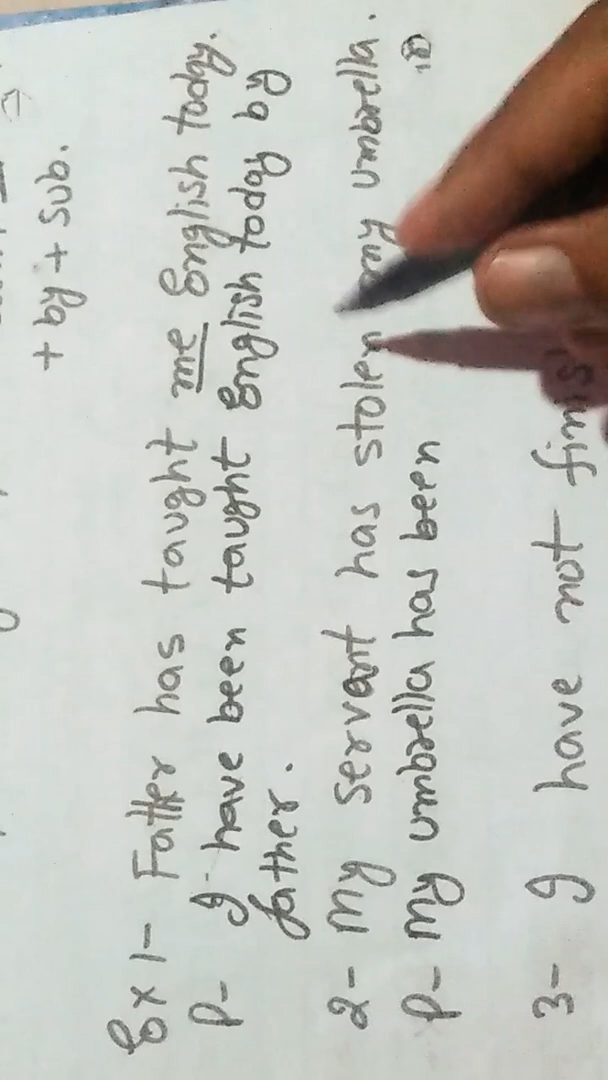 + by + sub.
Ex 1- Father has taught me English today.
P- I have been taught English today by
father.
2- My servant has stolen my umbrella.
P- My umbrella has been
3- I have not